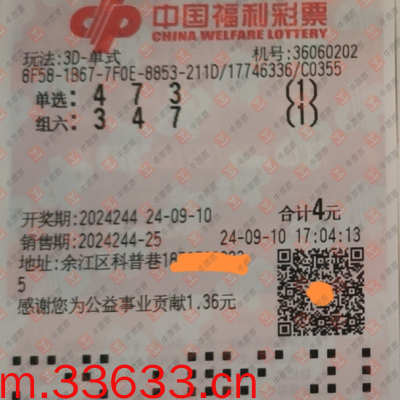 中国福利彩票
CHINA WELFARE LOTTERY
玩法:3D-单式 机号:36060202
8F58-1B67-7F0E-8853-211D/17746336/C0355
单选: 4 7 3 (1)
组六: 3 4 7 (1)
开奖期:2024244 24-09-10 合计4元
销售期:2024244-25 24-09-10 17:04:13
地址:余江区科普巷
5
感谢您为公益事业贡献1.36元
m.33633.cn